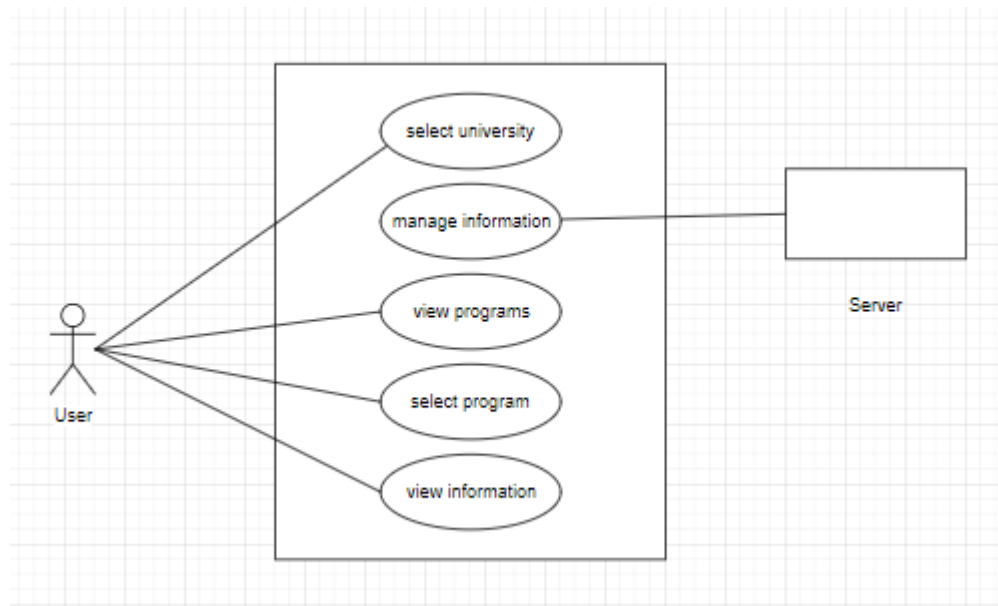 select university
manage information
view programs
Server
select program
User
view information